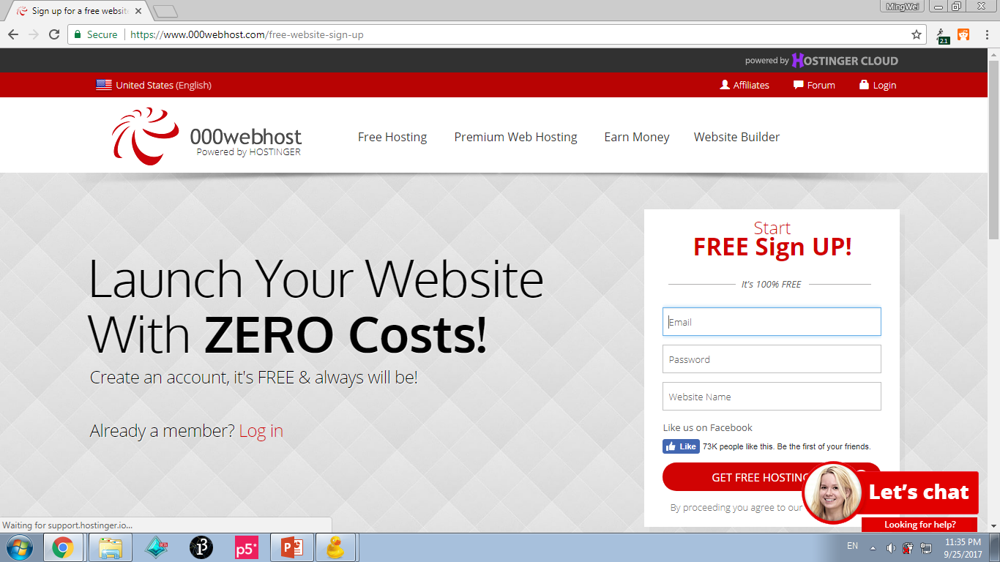 Sign up for a free websit
MingWei
Secure
https://www.000webhost.com/free-website-sign-up
2.1
powered by HOSTINGER CLOUD
United States (English)
Affiliates
Forum
Login
000webhost
Powered by HOSTINGER
Free Hosting
Premium Web Hosting
Earn Money
Website Builder
Launch Your Website
With ZERO Costs!
Create an account, it's FREE & always will be!
Already a member? Log in
Start
FREE Sign UP!
It's 100% FREE
Email
Password
Website Name
Like us on Facebook
Like
73K people like this. Be the first of your friends.
GET FREE HOSTING
By proceeding you agree to our
Let's chat
Looking for help?
Waiting for support.hostinger.io...
p5*
EN
11:35 PM
9/25/2017